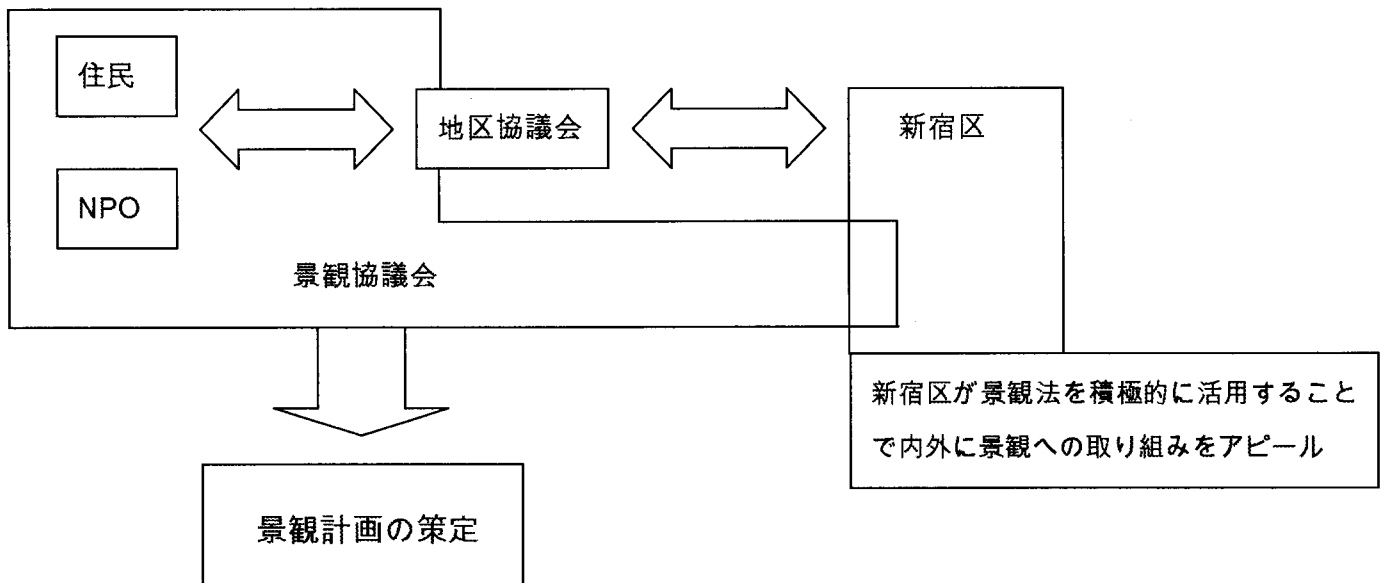 住民
地区協議会
新宿区
NPO
景観協議会
新宿区が景観法を積極的に活用すること
で内外に景観への取り組みをアピール
景観計画の策定